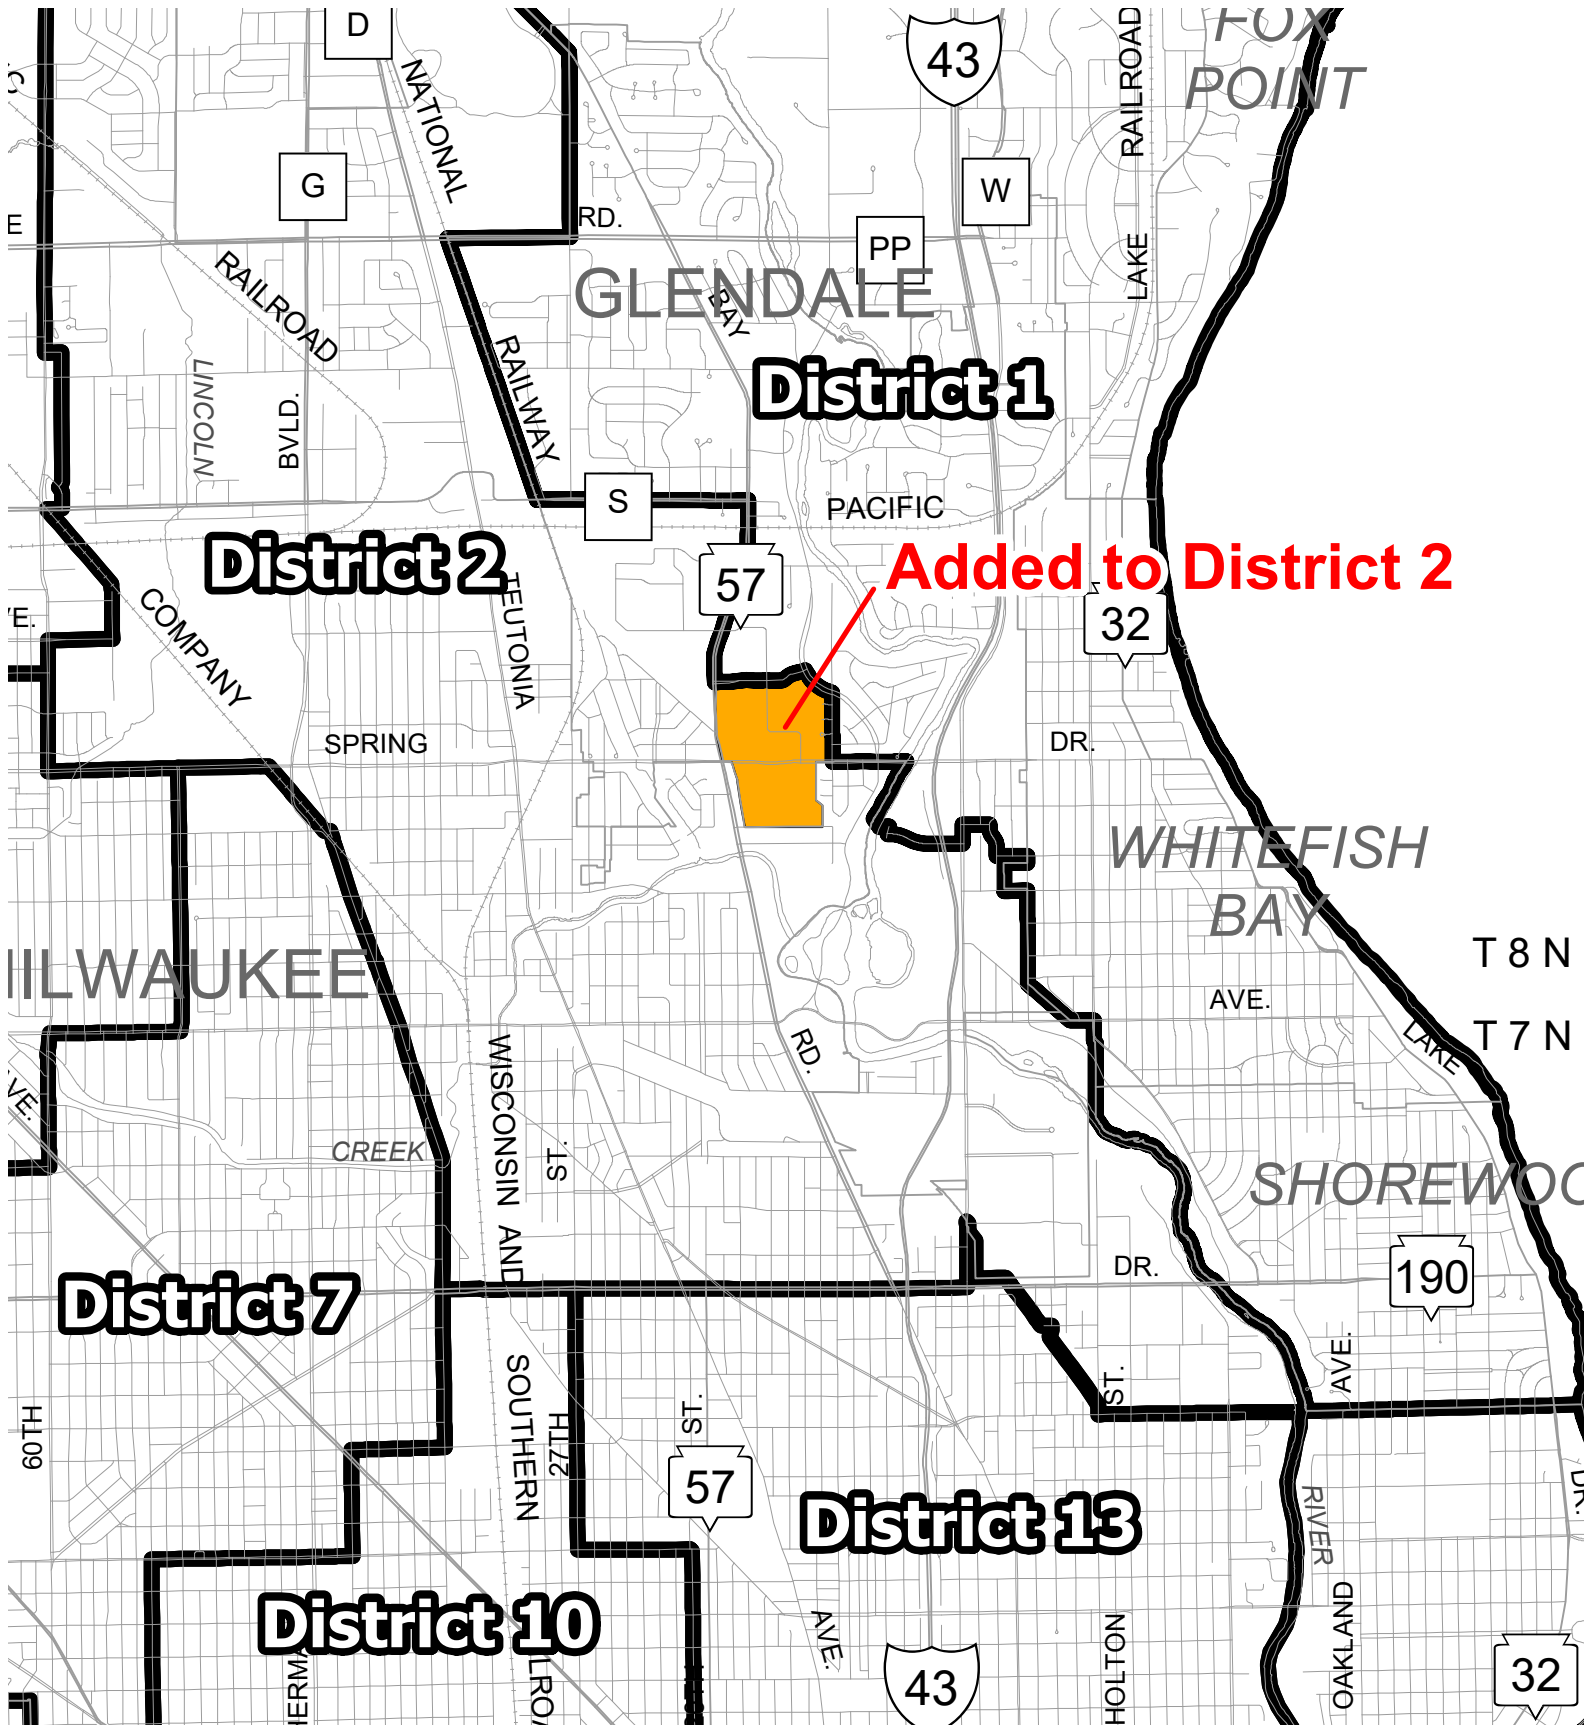 D
NATIONAL
43
RAILROAD
FOX
POINT
G
W
E
RD.
PP
RAILROAD
GLENDALE
BAY
LAKE
LINCOLN
BVLD.
RAILWAY
District 1
S
PACIFIC
District 2
57
Added to District 2
32
COMPANY
TEUTONIA
SPRING
DR.
WHITEFISH
BAY
T 8 N
ILWAUKEE
AVE.
T 7 N
LAKE
RD.
WISCONSIN AND
ST.
CREEK
SHOREWOO
DR.
190
District 7
SOUTHERN
27TH
ST.
ST.
AVE.
60TH
57
District 13
RIVER
DR.
District 10
AVE.
HOLTON
OAKLAND
43
32